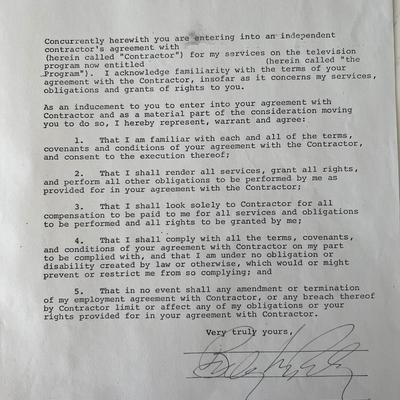 Concurrently herewith you are entering into an independent
contractor's agreement with
(herein called "Contractor") for my services on the television
program now entitled (herein called "the
Program"). I acknowledge familiarity with the terms of your
agreement with Contractor, insofar as it concerns my services,
obligations and grants of rights to you.
As an inducement to you to enter into your agreement with
Contractor and as a material part of the consideration moving
you to do so, I hereby represent, warrant and agree:
1. That I am familiar with each and all of the terms,
covenants and conditions of your agreement with the Contractor,
and consent to the execution thereof;
2. That I shall render all services, grant all rights,
and perform all other obligations to be performed by me as
provided for in your agreement with the Contractor;
3. That I shall look solely to Contractor for all
compensation to be paid to me for all services and obligations
to be performed and all rights to be granted by me;
4. That I shall comply with all the terms, covenants,
and conditions of your agreement with Contractor on my part
to be complied with, and that I am under no obligation or
disability created by law or otherwise, which would or might
prevent or restrict me from so complying; and
5. That in no event shall any amendment or termination
of my employment agreement with Contractor, or any breach thereof
by Contractor limit or affect any of my obligations or your
rights provided for in your agreement with Contractor.
Very truly yours,